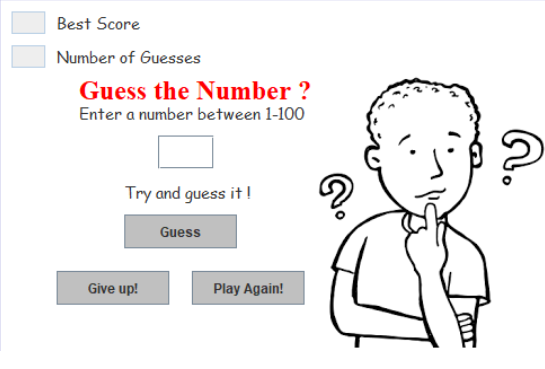 Best Score
Number of Guesses
Guess the Number ?
Enter a number between 1-100
Try and guess it !
Guess
Give up!
Play Again!
? ?